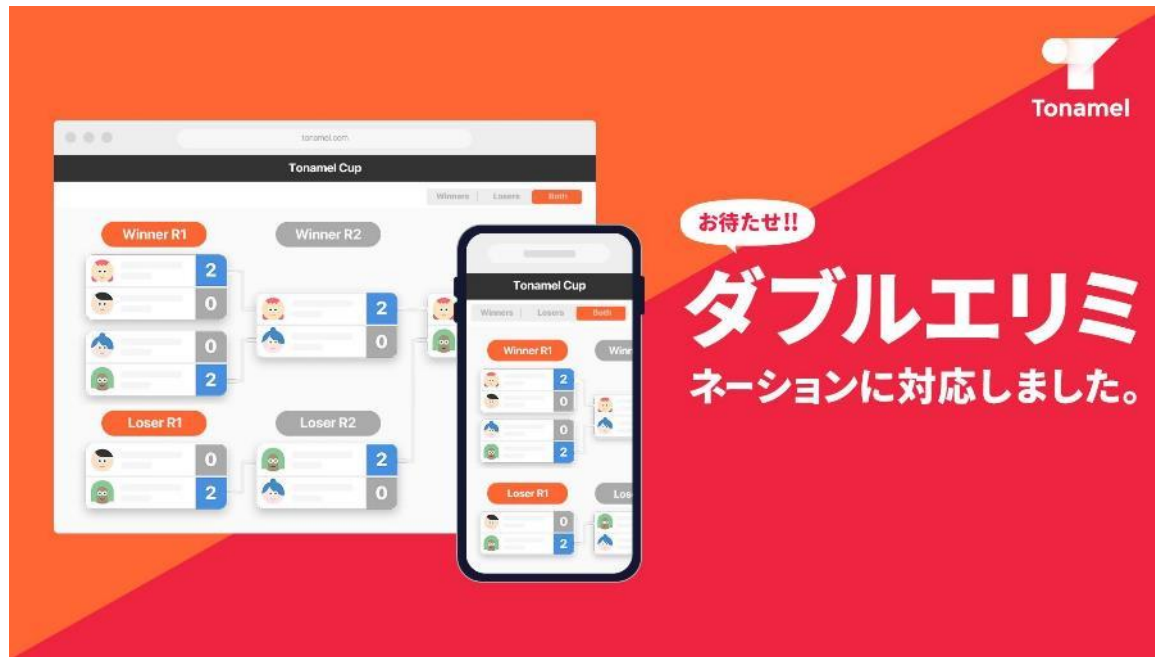 Tonamel
tonamel.com
Tonamel Cup
Winners Losers Both
Winner R1 Winner R2
2
0
2
0
0
2
Loser R1 Loser R2
0 2
2 0
Tonamel Cup
Winners Losers Both
Winner R1 Winn
2
0
0
2
Loser R1 Los
0
2
お待たせ!!
ダブルエリミ
ネーションに対応しました。